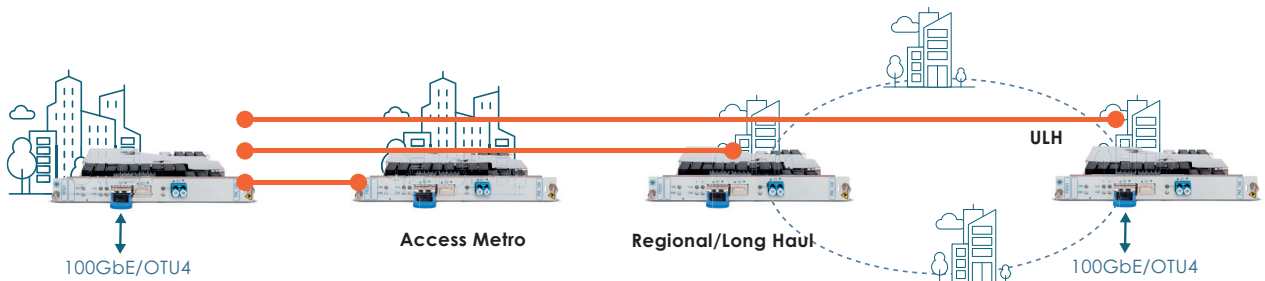 ULH
Access Metro
Regional/Long Haul
100GbE/OTU4
100GbE/OTU4